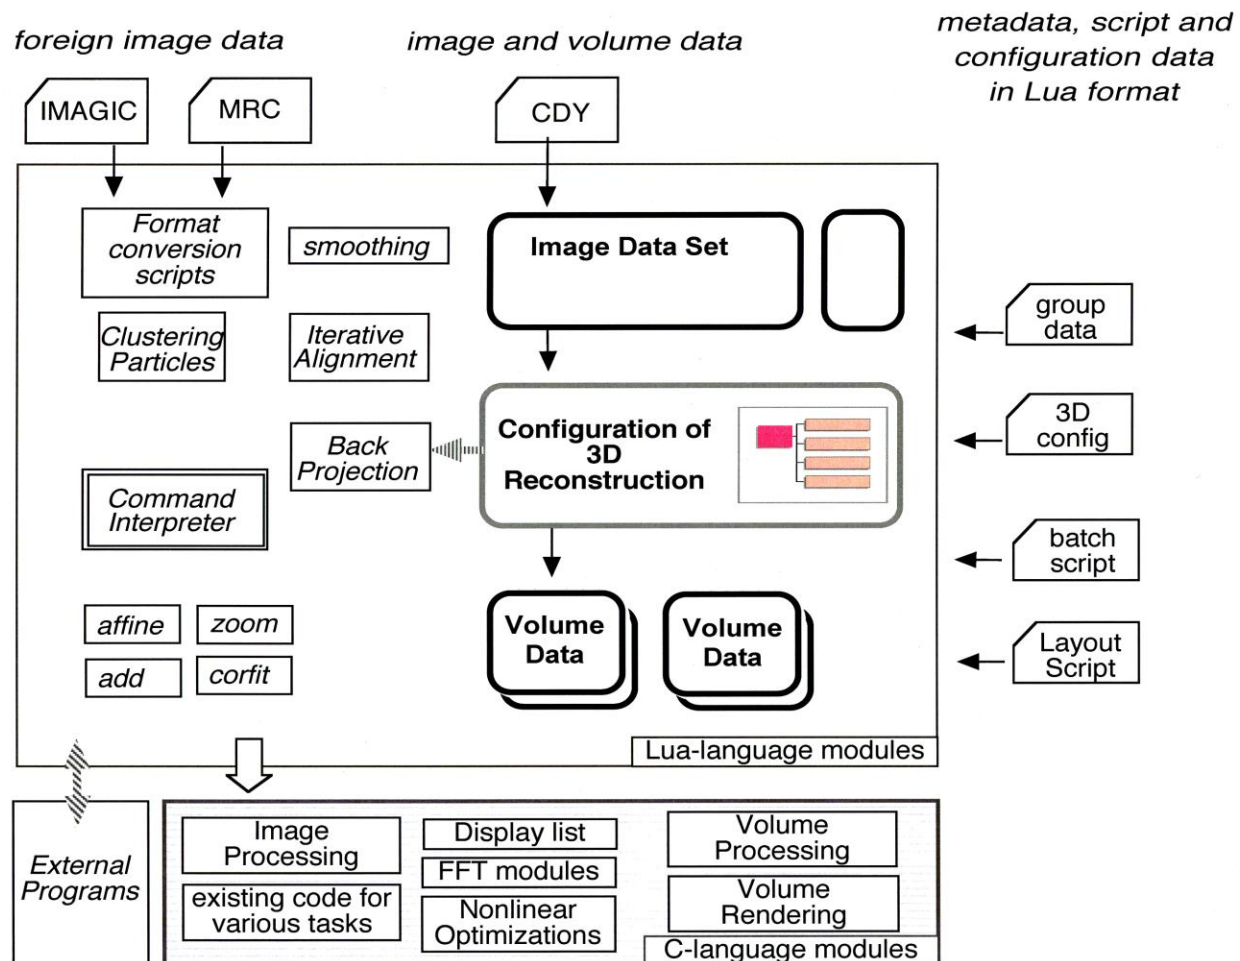 foreign image data
image and volume data
metadata, script and
configuration data
in Lua format
IMAGIC
MRC
CDY
Format
conversion
scripts
smoothing
Image Data Set
Clustering
Particles
Iterative
Alignment
group
data
Back
Projection
Configuration of
3D
Reconstruction
3D
config
Command
Interpreter
batch
script
affine
zoom
add
corfit
Volume
Data
Volume
Data
Layout
Script
Lua-language modules
External
Programs
Image
Processing
existing code for
various tasks
Display list
FFT modules
Nonlinear
Optimizations
Volume
Processing
Volume
Rendering
C-language modules